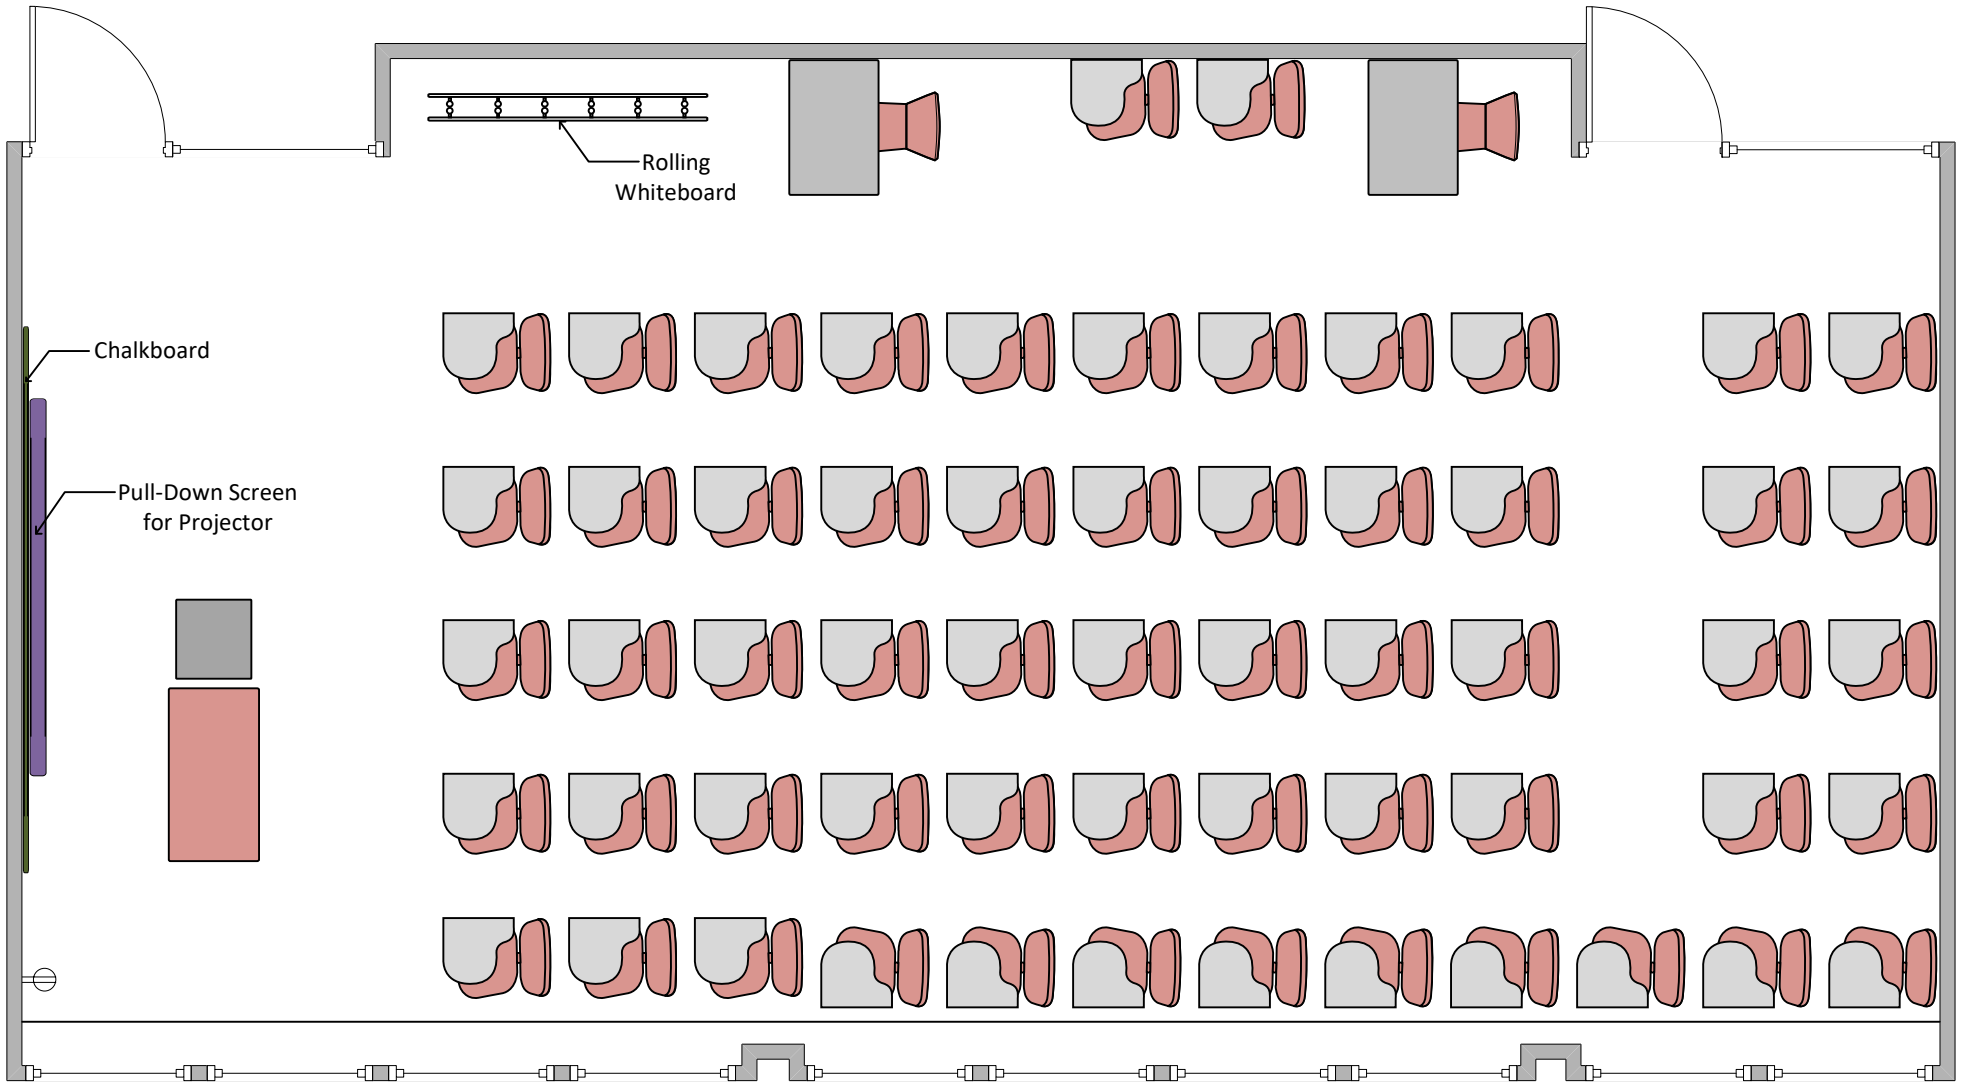 Rolling
Whiteboard
Chalkboard
Pull-Down Screen
for Projector